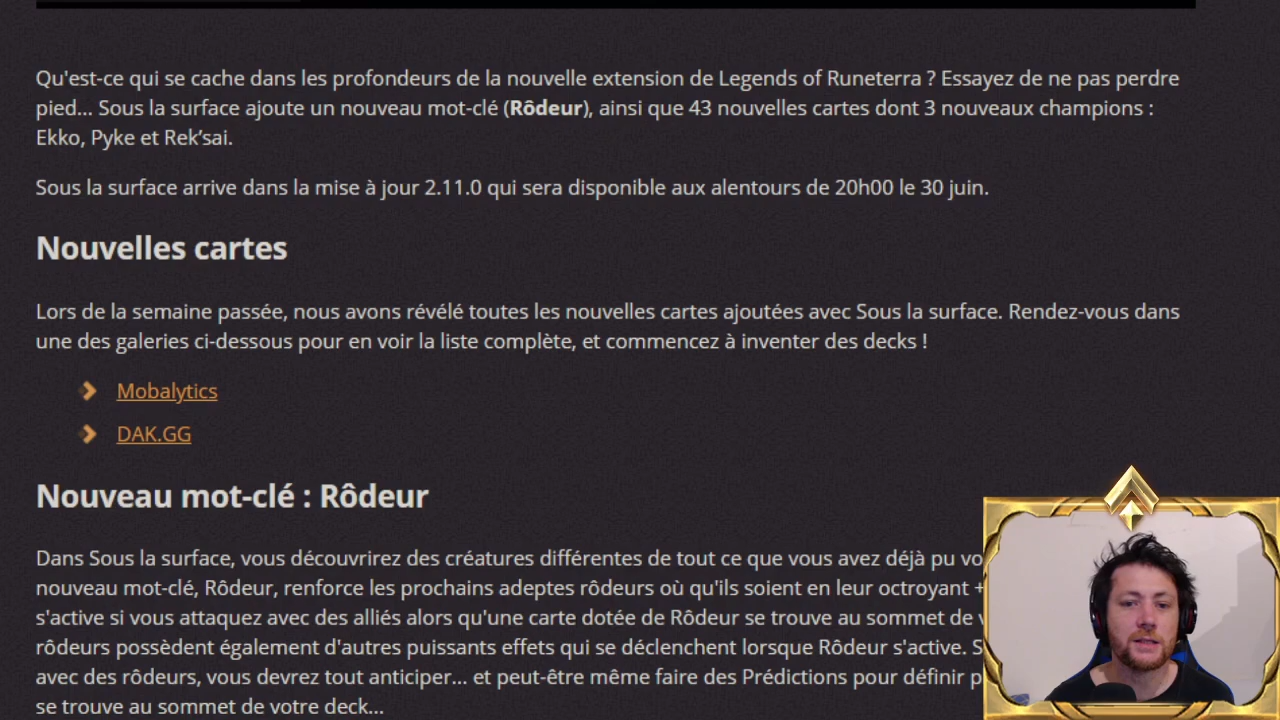 Qu'est-ce qui se cache dans les profondeurs de la nouvelle extension de Legends of Runeterra ? Essayez de ne pas perdre
pied... Sous la surface ajoute un nouveau mot-clé (Rôdeur), ainsi que 43 nouvelles cartes dont 3 nouveaux champions :
Ekko, Pyke et Rek’sai.
Sous la surface arrive dans la mise à jour 2.11.0 qui sera disponible aux alentours de 20h00 le 30 juin.
Nouvelles cartes
Lors de la semaine passée, nous avons révélé toutes les nouvelles cartes ajoutées avec Sous la surface. Rendez-vous dans
une des galeries ci-dessous pour en voir la liste complète, et commencez à inventer des decks !
Mobalytics
DAK.GG
Nouveau mot-clé : Rôdeur
Dans Sous la surface, vous découvrirez des créatures différentes de tout ce que vous avez déjà pu
nouveau mot-clé, Rôdeur, renforce les prochains adeptes rôdeurs où qu'ils soient en leur octroyant +
s'active si vous attaquez avec des alliés alors qu'une carte dotée de Rôdeur se trouve au sommet de
rôdeurs possèdent également d'autres puissants effets qui se déclenchent lorsque Rôdeur s'active.
avec des rôdeurs, vous devrez tout anticiper... et peut-être même faire des Prédictions pour définir
se trouve au sommet de votre deck...